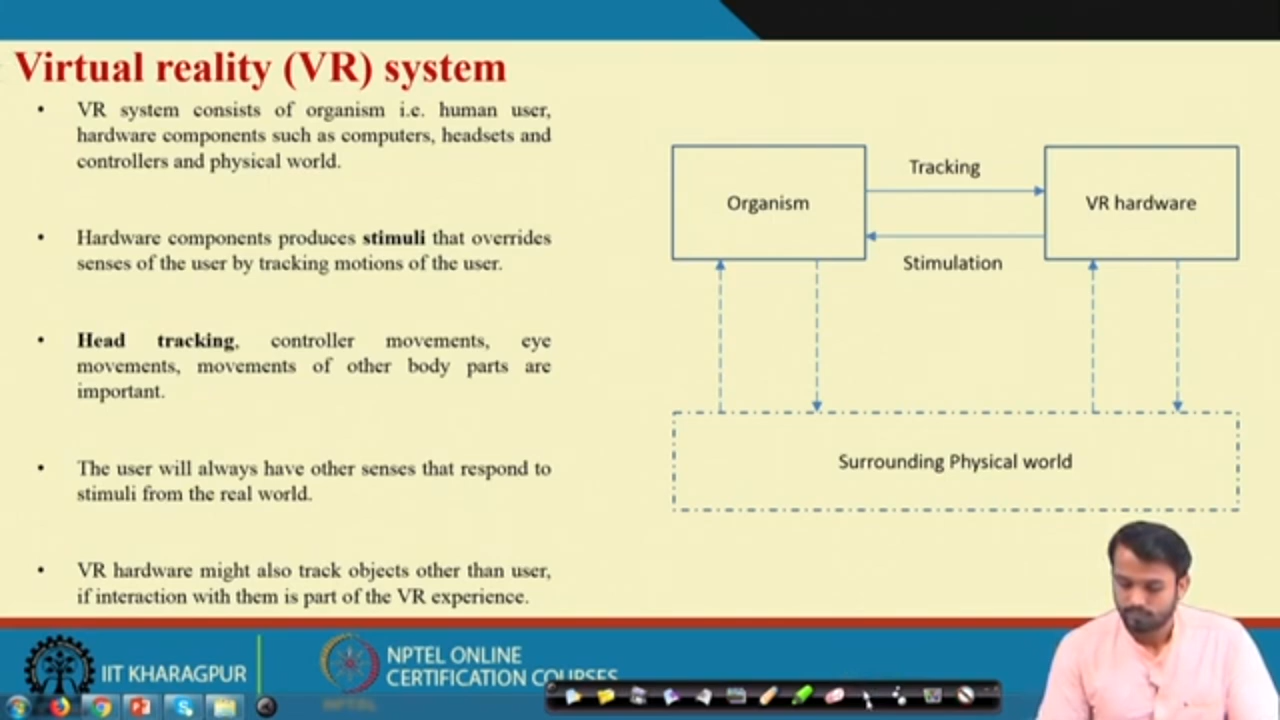 Virtual reality (VR) system
• VR system consists of organism i.e. human user,
hardware components such as computers, headsets and
controllers and physical world.
• Hardware components produces stimuli that overrides
senses of the user by tracking motions of the user.
• Head tracking, controller movements, eye
movements, movements of other body parts are
important.
• The user will always have other senses that respond to
stimuli from the real world.
• VR hardware might also track objects other than user,
if interaction with them is part of the VR experience.
Tracking
Organism
VR hardware
Stimulation
Surrounding Physical world
IIT KHARAGPUR
NPTEL ONLINE
CERTIFICATION COURSES
NPTEL